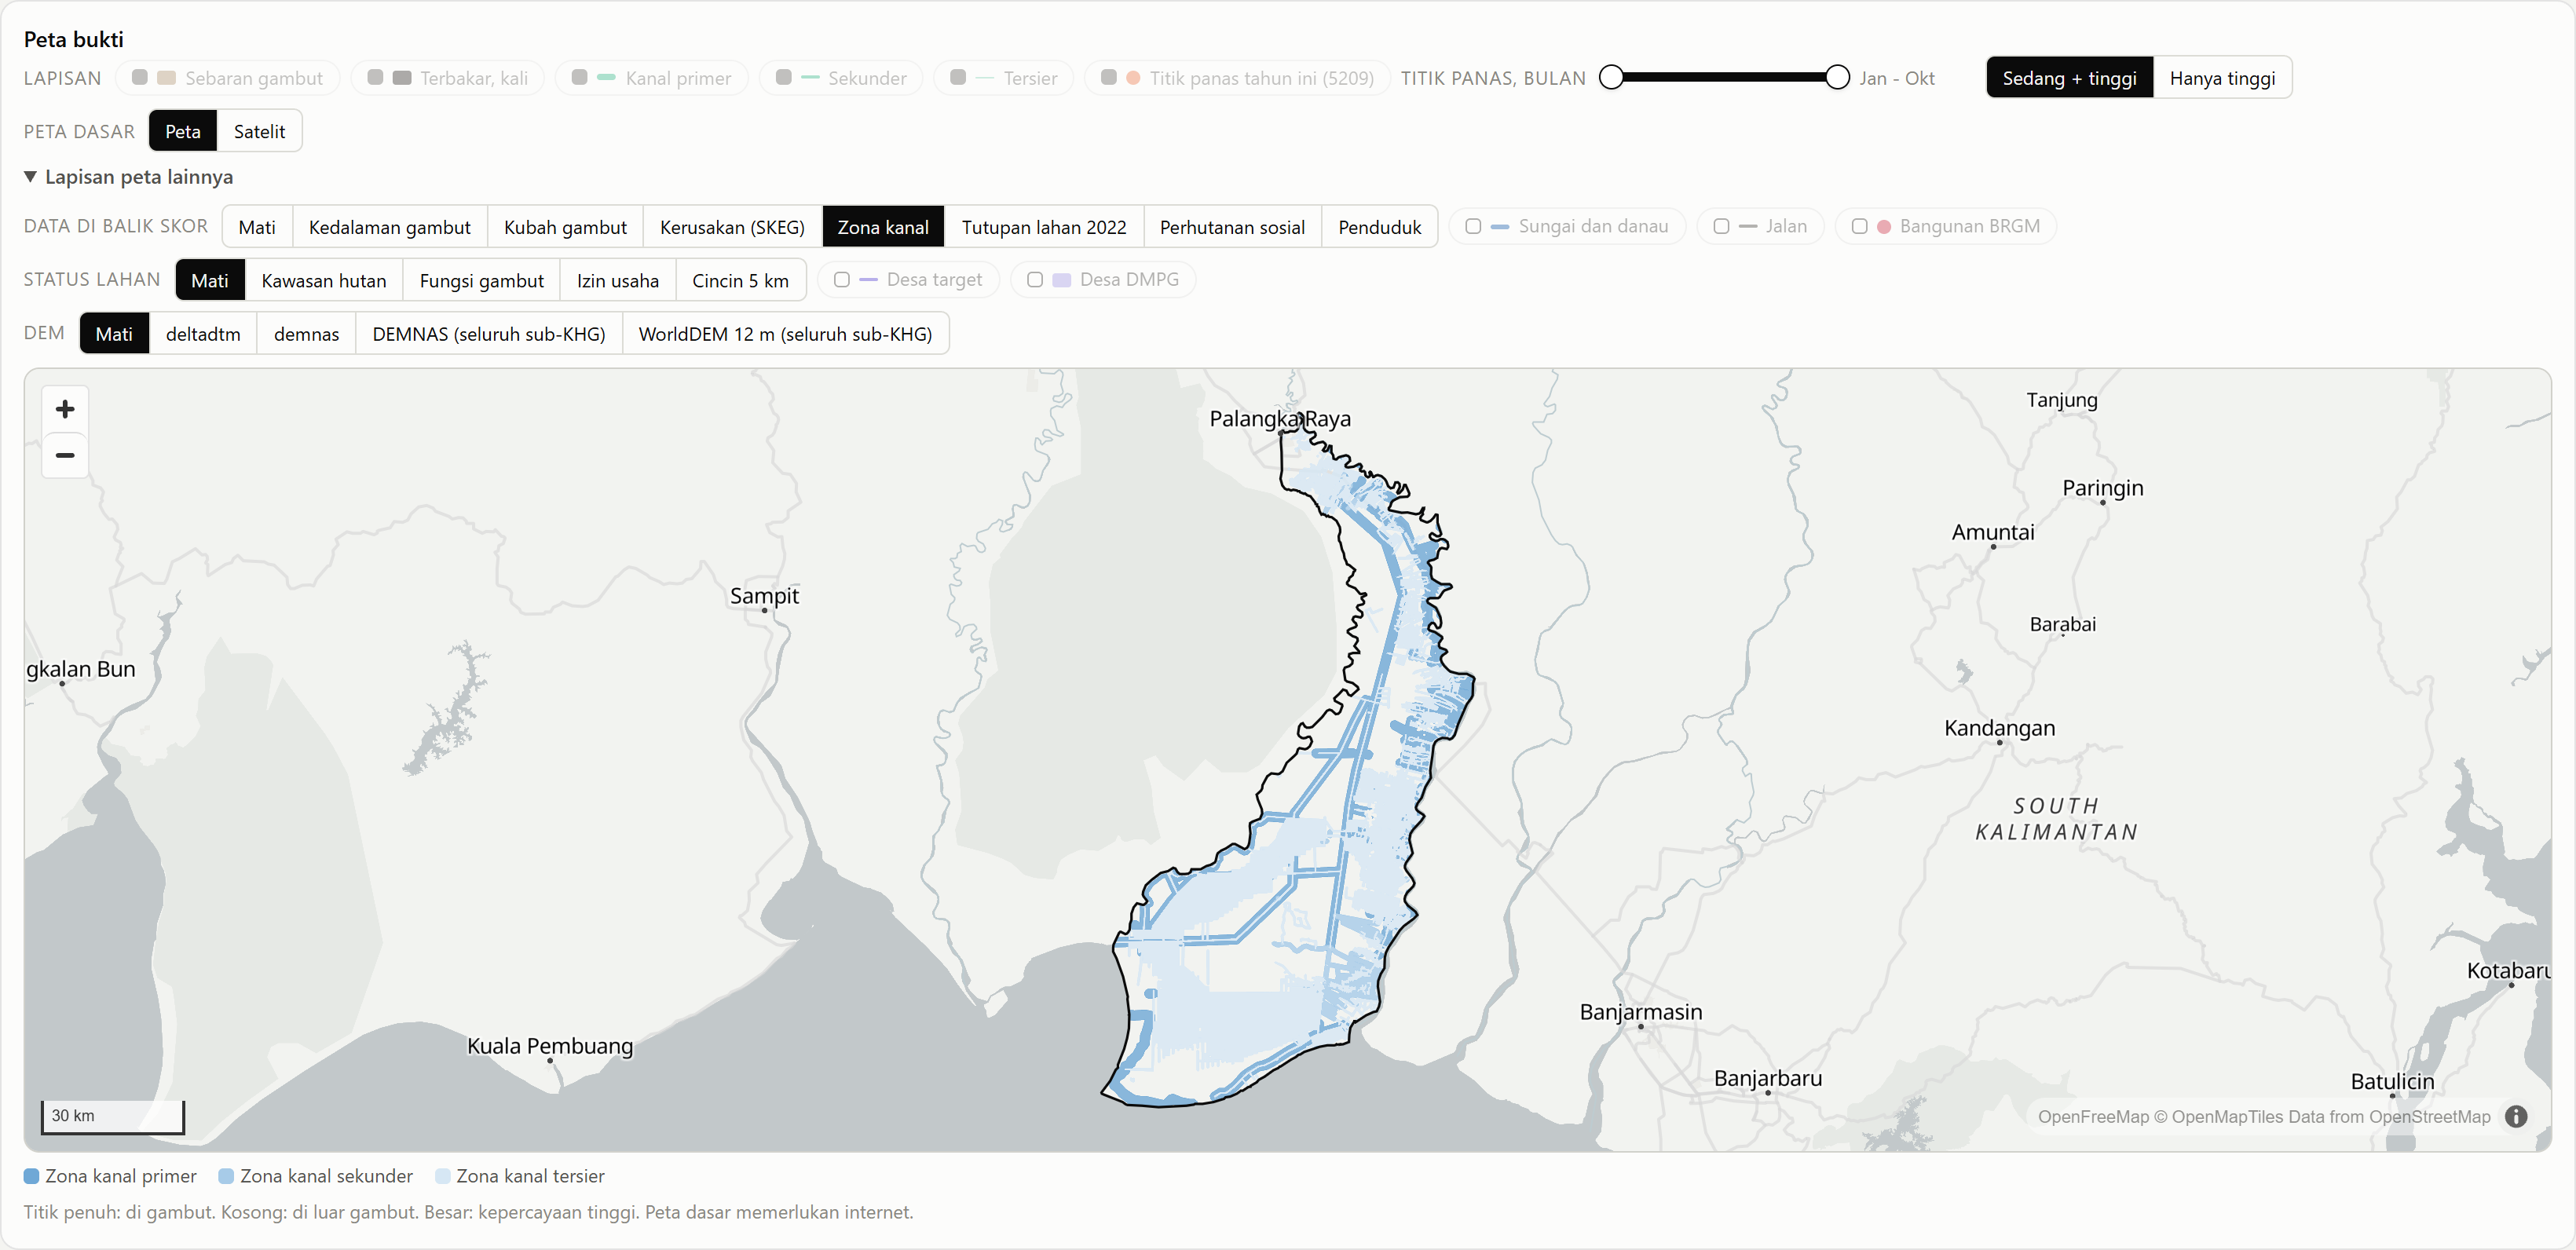 Peta bukti
LAPISAN Sebaran gambut Terbakar, kali Kanal primer Sekunder Tersier Titik panas tahun ini (5209) TITIK PANAS, BULAN Jan - Okt Sedang + tinggi Hanya tinggi
PETA DASAR Peta Satelit
▼ Lapisan peta lainnya
DATA DI BALIK SKOR Mati Kedalaman gambut Kubah gambut Kerusakan (SKEG) Zona kanal Tutupan lahan 2022 Perhutanan sosial Penduduk Sungai dan danau Jalan Bangunan BRGM
STATUS LAHAN Mati Kawasan hutan Fungsi gambut Izin usaha Cincin 5 km Desa target Desa DMPG
DEM Mati deltadtm demnas DEMNAS (seluruh sub-KHG) WorldDEM 12 m (seluruh sub-KHG)
+
−
Palangka Raya
Tanjung
Paringin
Amuntai
Sampit
Barabai
gkalan Bun
Kandangan
SOUTH
KALIMANTAN
Kotabaru
Banjarmasin
Kuala Pembuang
Banjarbaru
Batulicin
30 km
OpenFreeMap © OpenMapTiles Data from OpenStreetMap
Zona kanal primer Zona kanal sekunder Zona kanal tersier
Titik penuh: di gambut. Kosong: di luar gambut. Besar: kepercayaan tinggi. Peta dasar memerlukan internet.